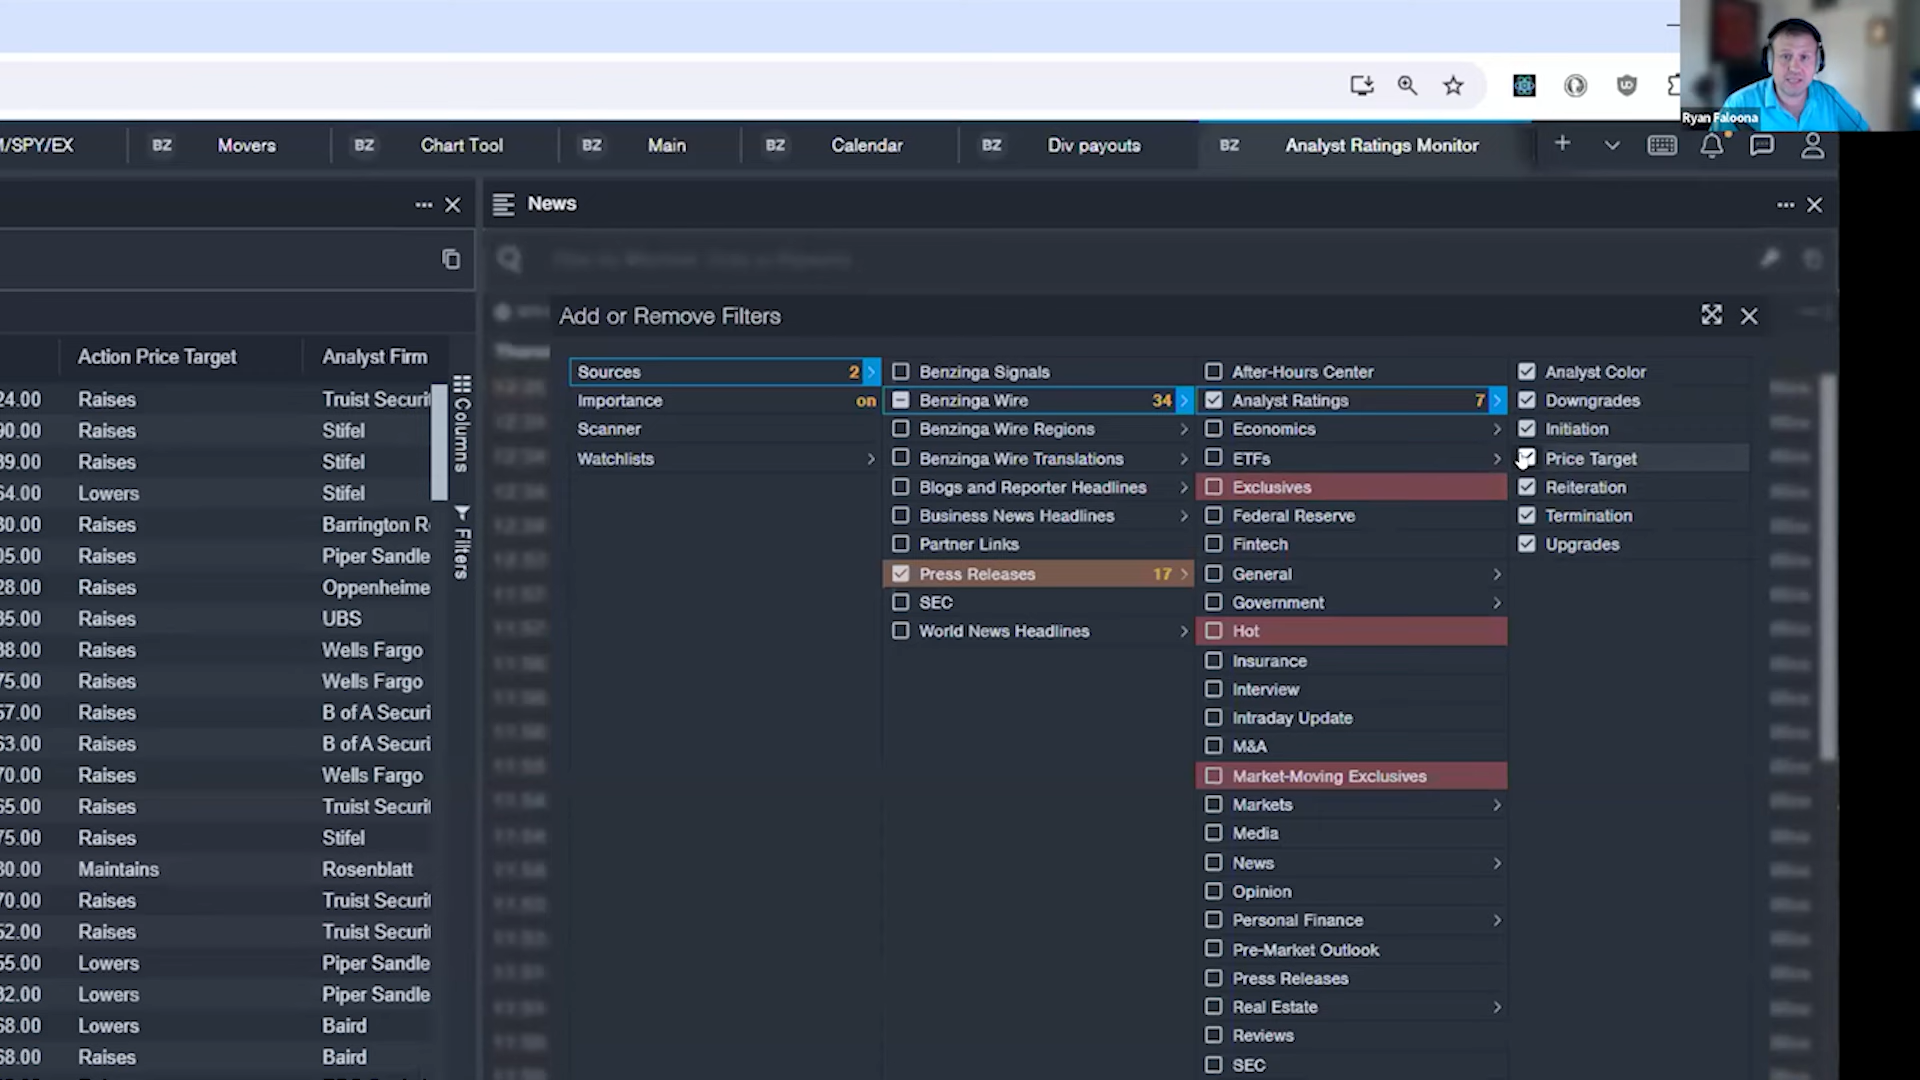 Ryan Faloona
M/SPY/EX
BZ Movers
BZ Chart Tool
BZ Main
BZ Calendar
BZ Div payouts
BZ Analyst Ratings Monitor
News
Add or Remove Filters
Action Price Target
Analyst Firm
24.00 Raises Truist Securit
90.00 Raises Stifel
39.00 Raises Stifel
64.00 Lowers Stifel
30.00 Raises Barrington R
05.00 Raises Piper Sandle
28.00 Raises Oppenheime
35.00 Raises UBS
38.00 Raises Wells Fargo
75.00 Raises Wells Fargo
57.00 Raises B of A Securi
63.00 Raises B of A Securi
70.00 Raises Wells Fargo
65.00 Raises Truist Securit
75.00 Raises Stifel
30.00 Maintains Rosenblatt
70.00 Raises Truist Securit
52.00 Raises Truist Securit
55.00 Lowers Piper Sandle
32.00 Lowers Piper Sandle
68.00 Lowers Baird
68.00 Raises Baird
Columns
Filters
Sources 2
Importance on
Scanner
Watchlists
Benzinga Signals
Benzinga Wire 34
Benzinga Wire Regions
Benzinga Wire Translations
Blogs and Reporter Headlines
Business News Headlines
Partner Links
Press Releases 17
SEC
World News Headlines
After-Hours Center
Analyst Ratings 7
Economics
ETFs
Exclusives
Federal Reserve
Fintech
General
Government
Hot
Insurance
Interview
Intraday Update
M&A
Market-Moving Exclusives
Markets
Media
News
Opinion
Personal Finance
Pre-Market Outlook
Press Releases
Real Estate
Reviews
SEC
Analyst Color
Downgrades
Initiation
Price Target
Reiteration
Termination
Upgrades